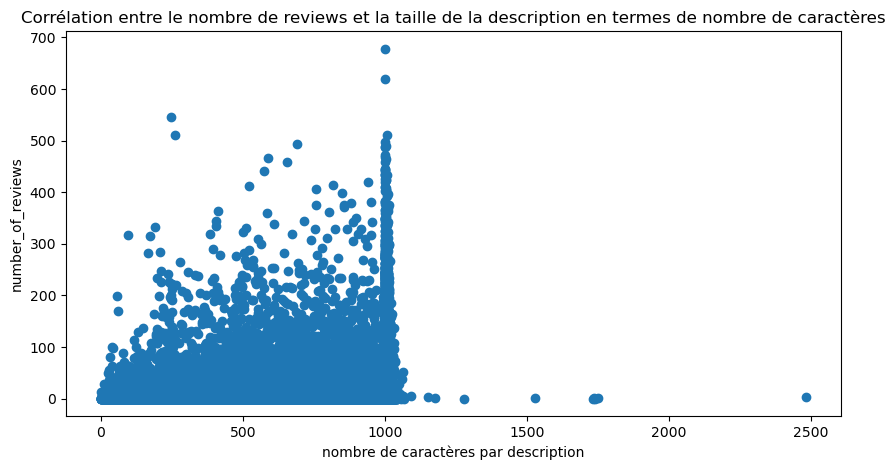 Corrélation entre le nombre de reviews et la taille de la description en termes de nombre de caractères
700
600
500
400
300
200
100
0
number_of_reviews
0 500 1000 1500 2000 2500
nombre de caractères par description